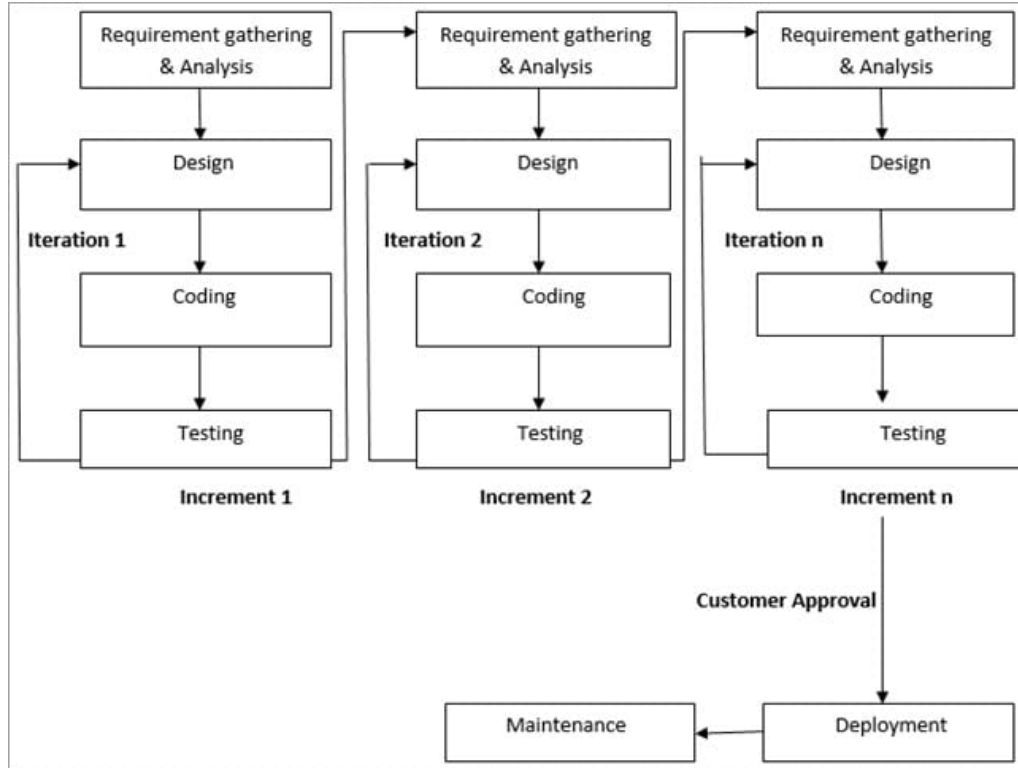 Requirement gathering
& Analysis
Requirement gathering
& Analysis
Requirement gathering
& Analysis
Design
Design
Design
Iteration 1
Iteration 2
Iteration n
Coding
Coding
Coding
Testing
Testing
Testing
Increment 1
Increment 2
Increment n
Customer Approval
Maintenance
Deployment